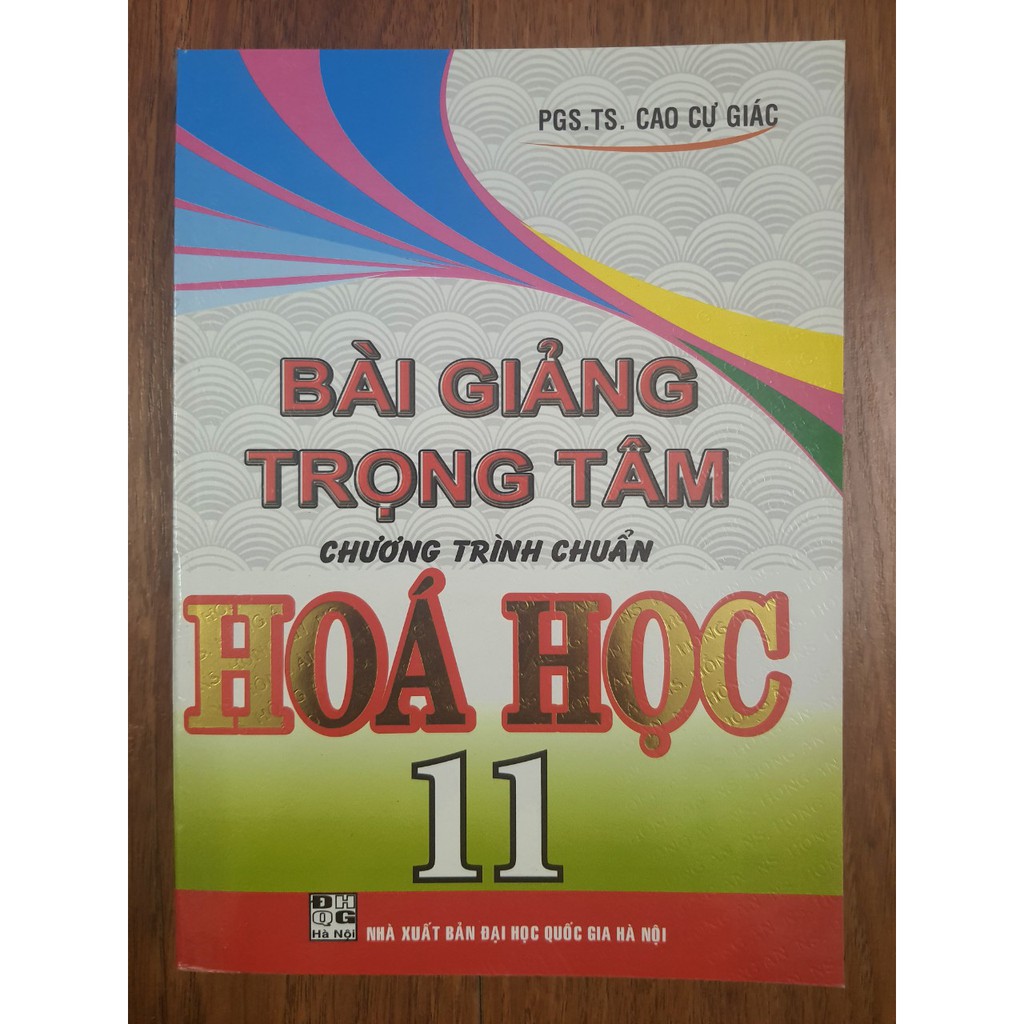 PGS.TS. CAO CỰ GIÁC
BÀI GIẢNG
TRỌNG TÂM
CHƯƠNG TRÌNH CHUẨN
HOÁ HỌC
11
ĐH
QG
Hà Nội
NHÀ XUẤT BẢN ĐẠI HỌC QUỐC GIA HÀ NỘI